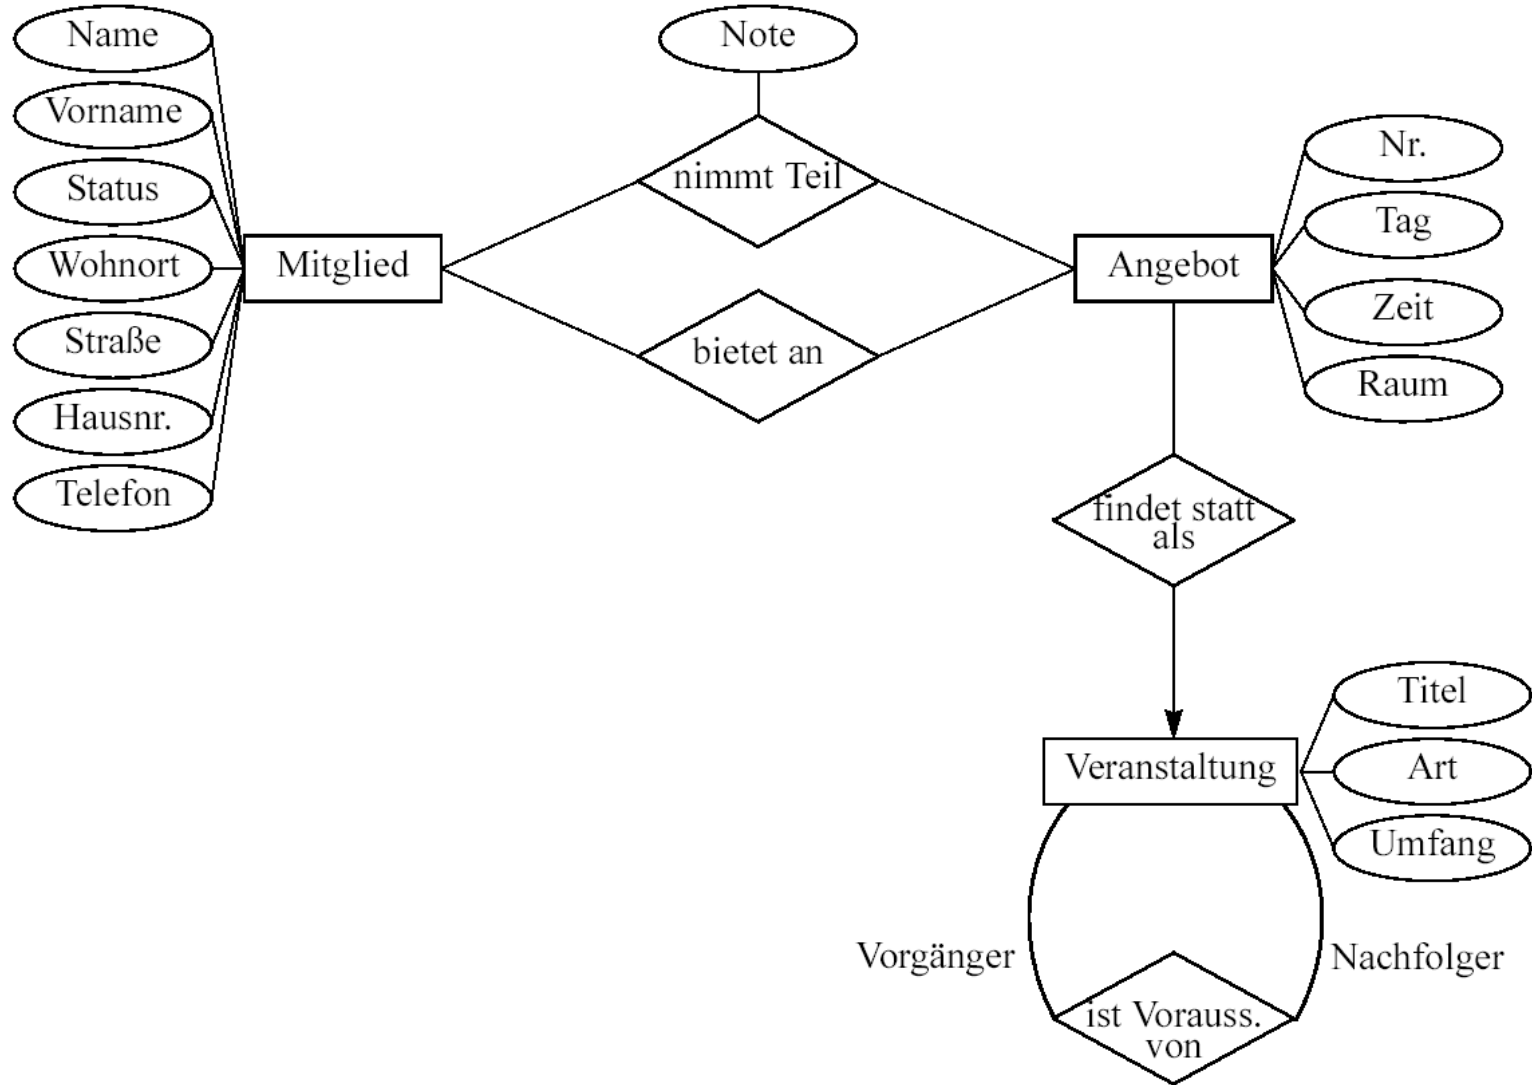 Name
Vorname
Status
Wohnort
Straße
Hausnr.
Telefon
Mitglied
Note
nimmt Teil
bietet an
Angebot
Nr.
Tag
Zeit
Raum
findet statt
als
Veranstaltung
Titel
Art
Umfang
Vorgänger
Nachfolger
ist Vorauss.
von